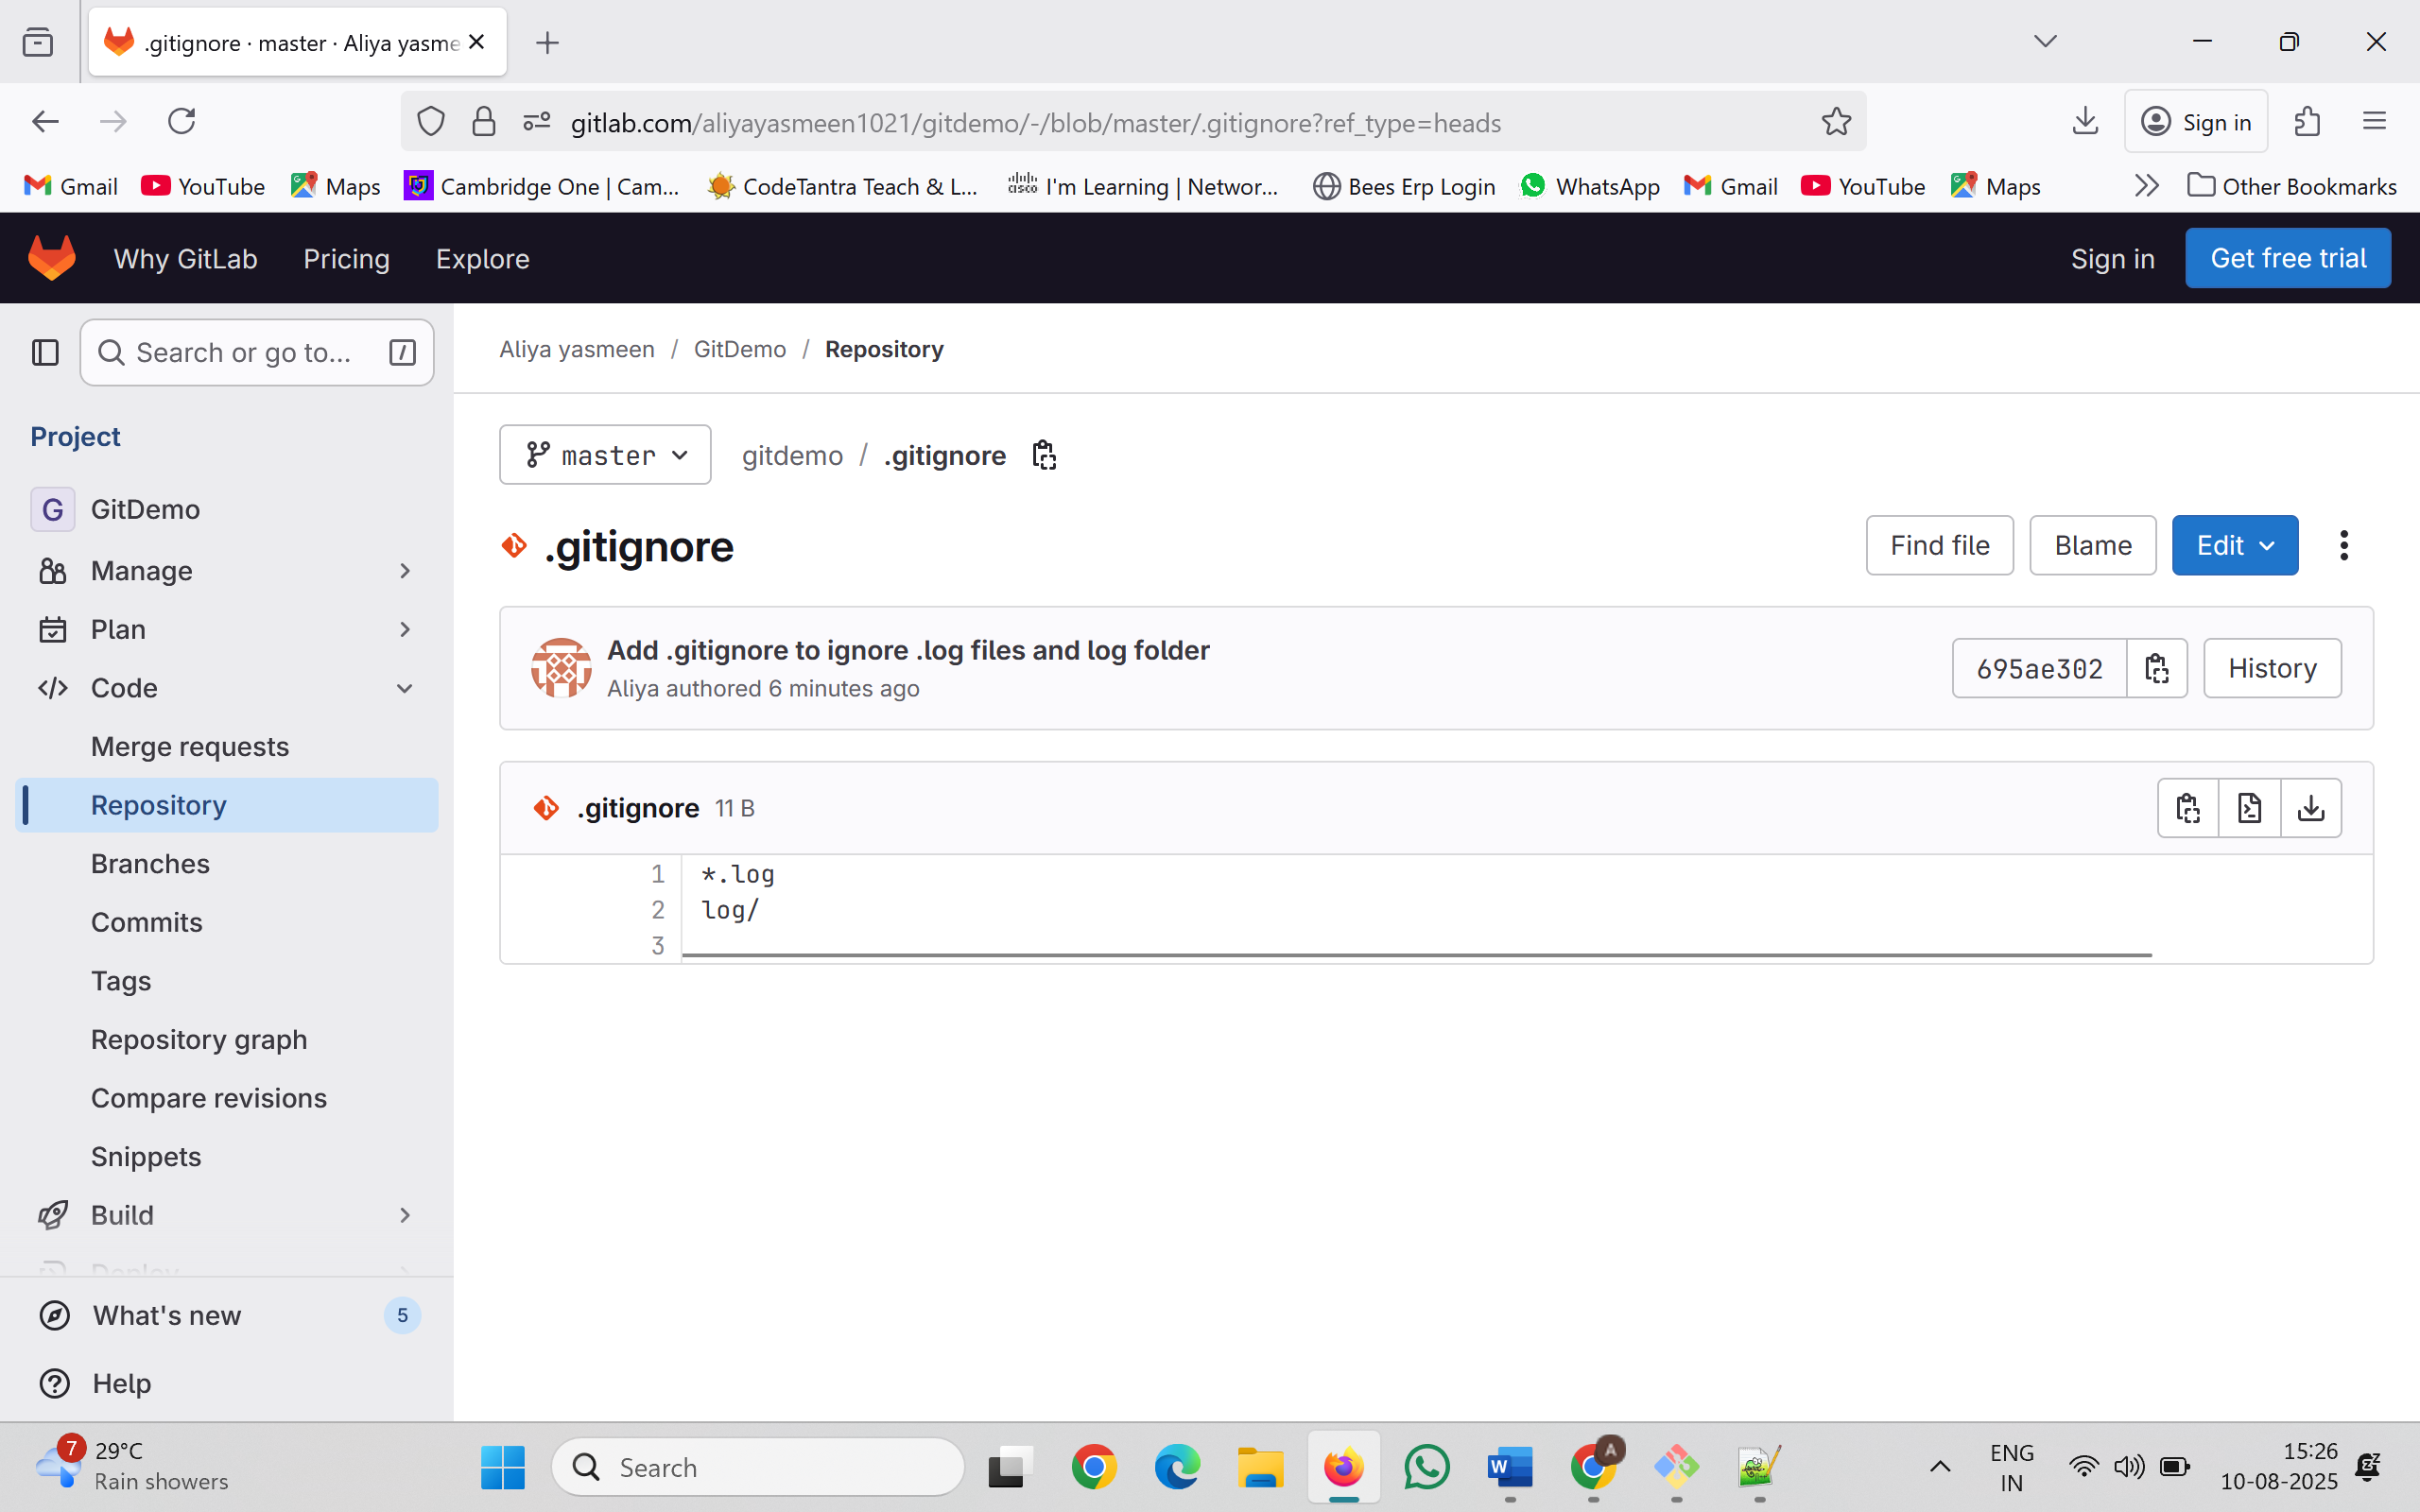 .gitignore · master · Aliya yasme
gitlab.com/aliyayasmeen1021/gitdemo/-/blob/master/.gitignore?ref_type=heads
Sign in
Gmail
YouTube
Maps
Cambridge One | Cam...
CodeTantra Teach & L...
I'm Learning | Networ...
Bees Erp Login
WhatsApp
Gmail
YouTube
Maps
Other Bookmarks
Why GitLab
Pricing
Explore
Sign in
Get free trial
Search or go to...
/
Aliya yasmeen / GitDemo / Repository
Project
G GitDemo
Manage
Plan
Code
Merge requests
Repository
Branches
Commits
Tags
Repository graph
Compare revisions
Snippets
Build
Deploy
What's new
5
Help
master
gitdemo / .gitignore
.gitignore
Find file
Blame
Edit
Add .gitignore to ignore .log files and log folder
Aliya authored 6 minutes ago
695ae302
History
.gitignore 11 B
1 *.log
2 log/
3
7
29°C
Rain showers
Search
A
ENG
IN
15:26
10-08-2025